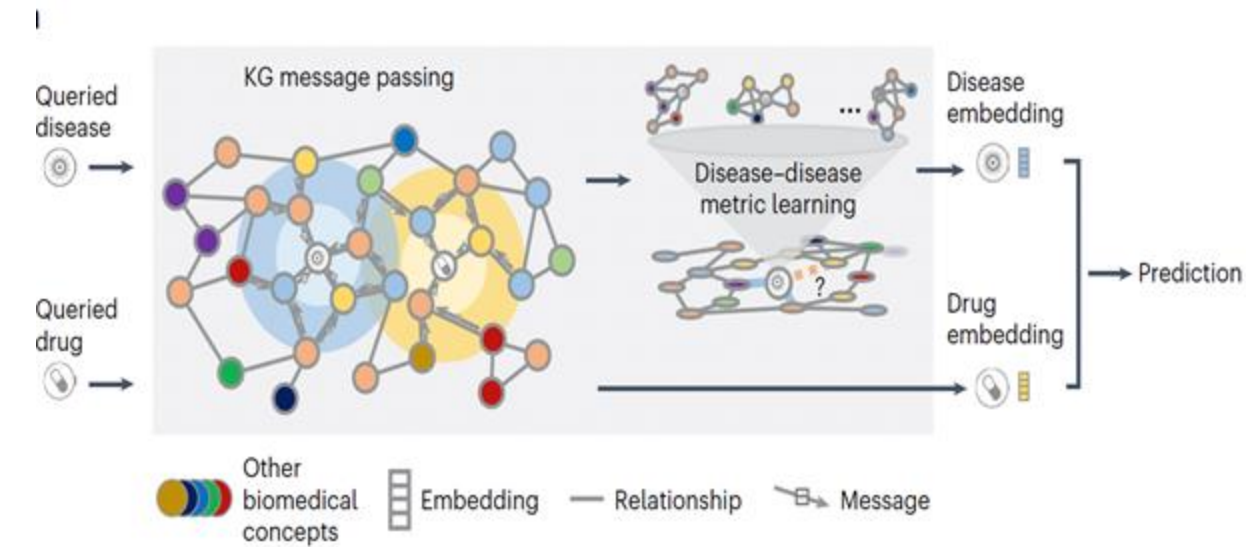 KG message passing
Queried
disease
Disease
embedding
Disease–disease
metric learning
...
?
Prediction
Queried
drug
Drug
embedding
Other
biomedical
concepts
Embedding
Relationship
Message